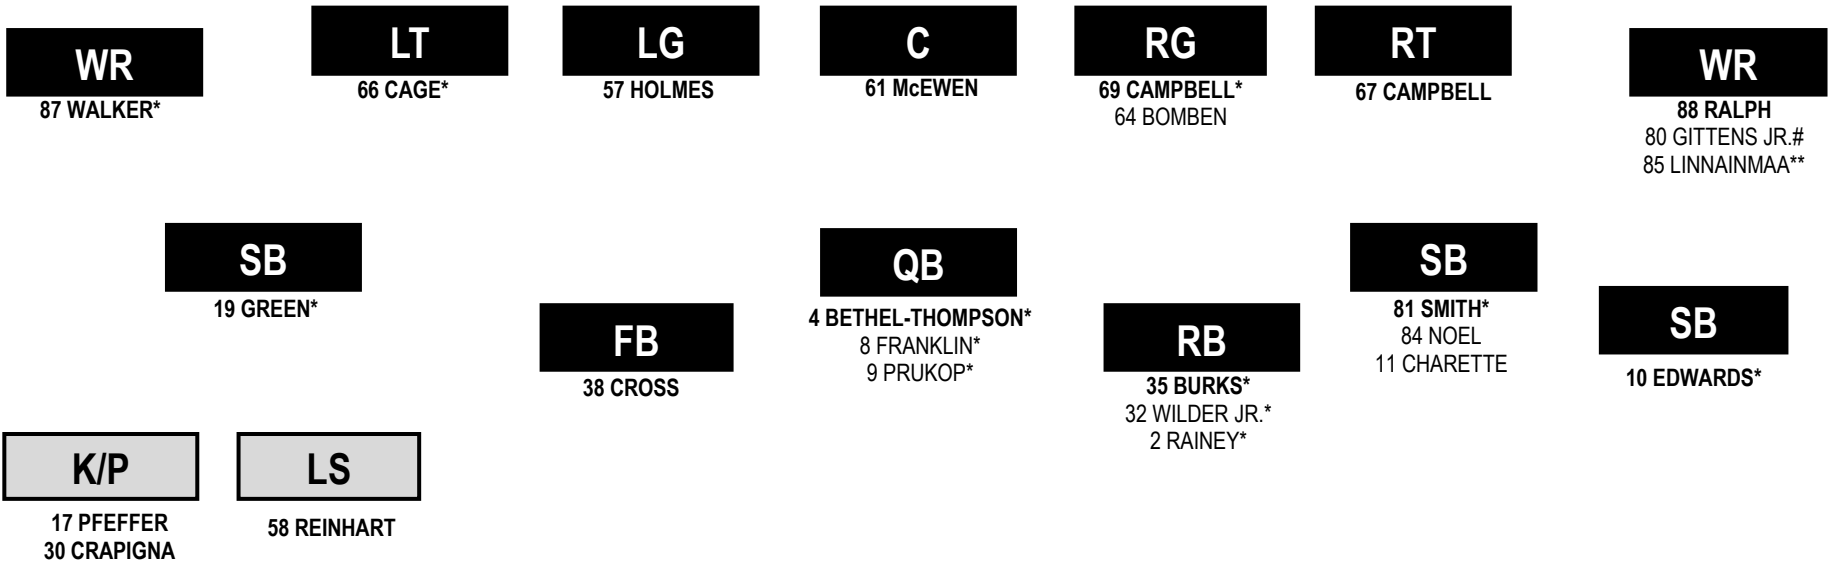 WR
87 WALKER*
LT
66 CAGE*
LG
57 HOLMES
C
61 McEWEN
RG
69 CAMPBELL*
64 BOMBEN
RT
67 CAMPBELL
WR
88 RALPH
80 GITTENS JR.#
85 LINNAINMAA**
SB
19 GREEN*
FB
38 CROSS
QB
4 BETHEL-THOMPSON*
8 FRANKLIN*
9 PRUKOP*
RB
35 BURKS*
32 WILDER JR.*
2 RAINEY*
SB
81 SMITH*
84 NOEL
11 CHARETTE
SB
10 EDWARDS*
K/P
17 PFEFFER
30 CRAPIGNA
LS
58 REINHART